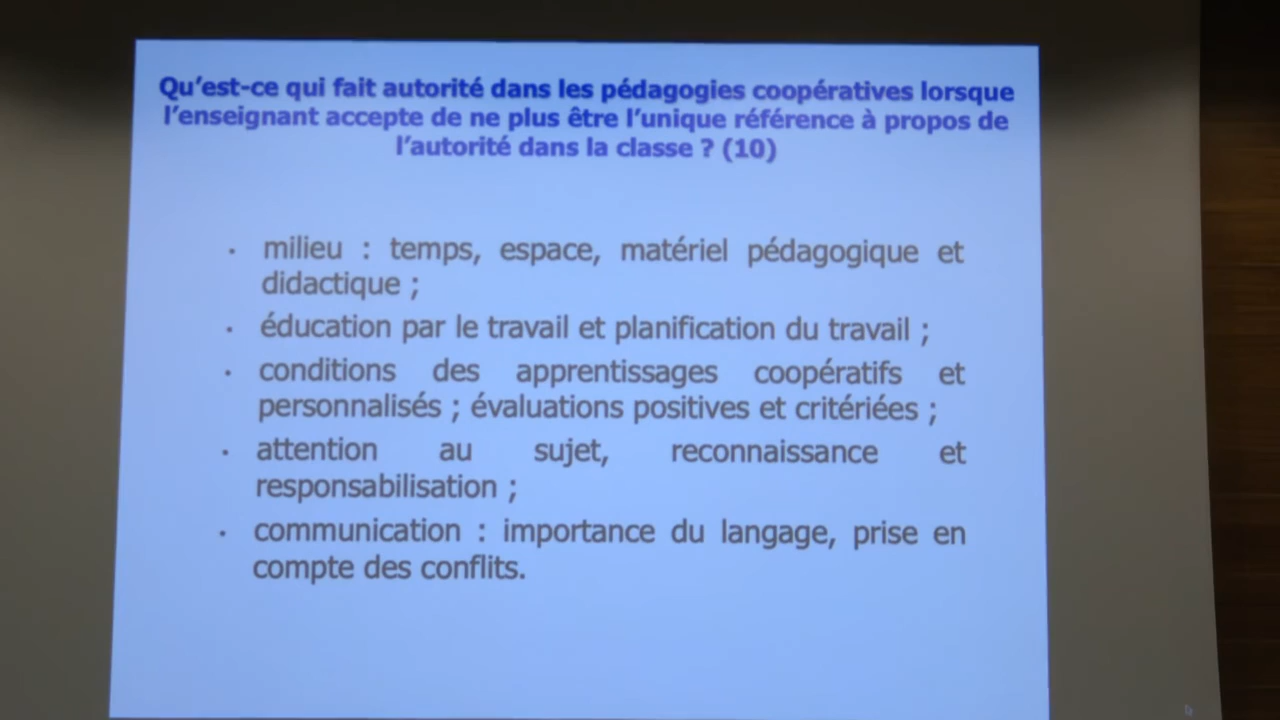 Qu'est-ce qui fait autorité dans les pédagogies coopératives lorsque
l'enseignant accepte de ne plus être l'unique référence à propos de
l'autorité dans la classe ? (10)
· milieu : temps, espace, matériel pédagogique et
didactique ;
· éducation par le travail et planification du travail ;
· conditions des apprentissages coopératifs et
personnalisés ; évaluations positives et critériées ;
· attention au sujet, reconnaissance et
responsabilisation ;
· communication : importance du langage, prise en
compte des conflits.